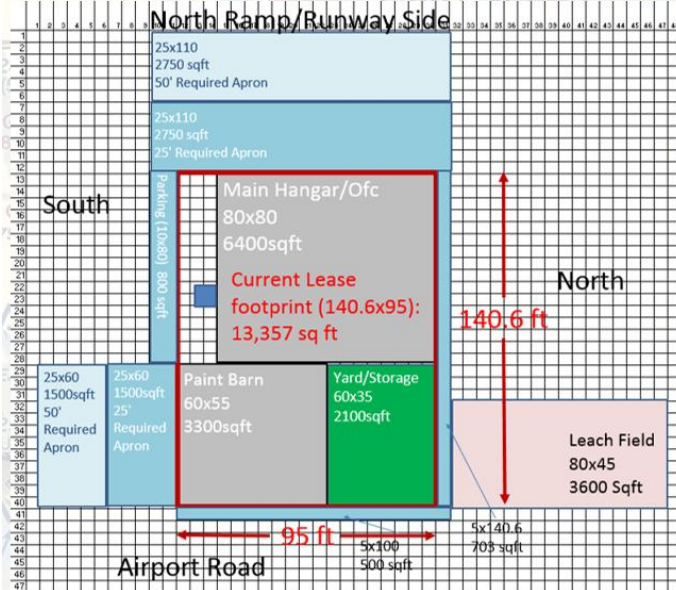 North Ramp/Runway Side
25x110
2750 sqft
50' Required Apron
25x110
2750 sqft
25' Required Apron
South
Parking (10x80) 800 sqft
Main Hangar/Ofc
80x80
6400sqft
Current Lease
footprint (140.6x95):
13,357 sq ft
North
140.6 ft
25x60
1500sqft
50'
Required
Apron
25x60
1500sqft
25'
Required
Apron
Paint Barn
60x55
3300sqft
Yard/Storage
60x35
2100sqft
Leach Field
80x45
3600 Sqft
95 ft
5x100
500 sqft
5x140.6
703 sqft
Airport Road